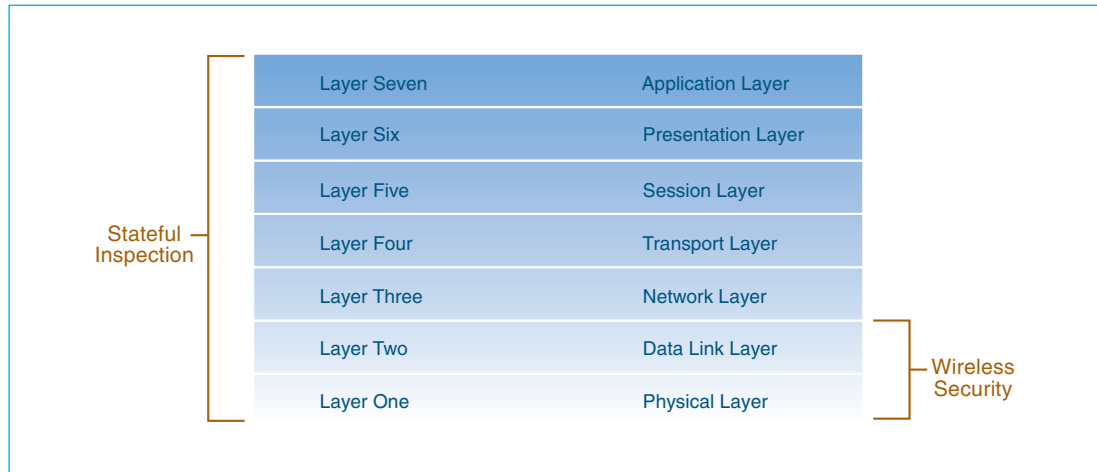 Layer Seven Application Layer
Layer Six Presentation Layer
Layer Five Session Layer
Stateful
Inspection
Layer Four Transport Layer
Layer Three Network Layer
Layer Two Data Link Layer
Wireless
Security
Layer One Physical Layer